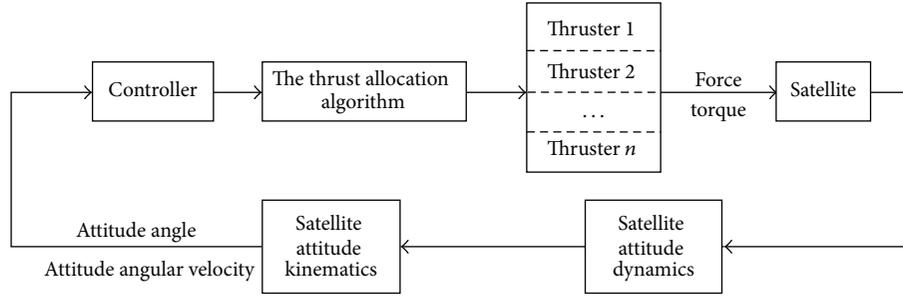 Controller
The thrust allocation
algorithm
Thruster 1
Thruster 2
...
Thruster n
Force
torque
Satellite
Attitude angle
Attitude angular velocity
Satellite
attitude
kinematics
Satellite
attitude
dynamics